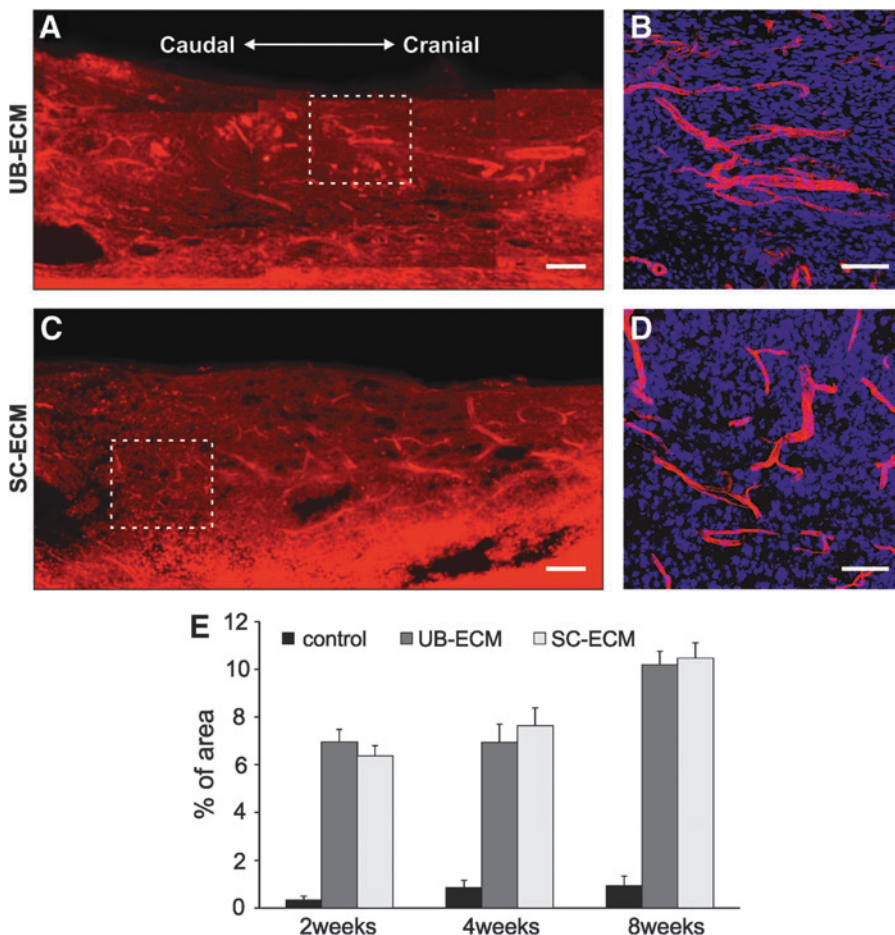 A
Caudal
Cranial
B
UB-ECM
C
D
SC-ECM
E
control
UB-ECM
SC-ECM
% of area
12
10
8
6
4
2
0
2weeks
4weeks
8weeks